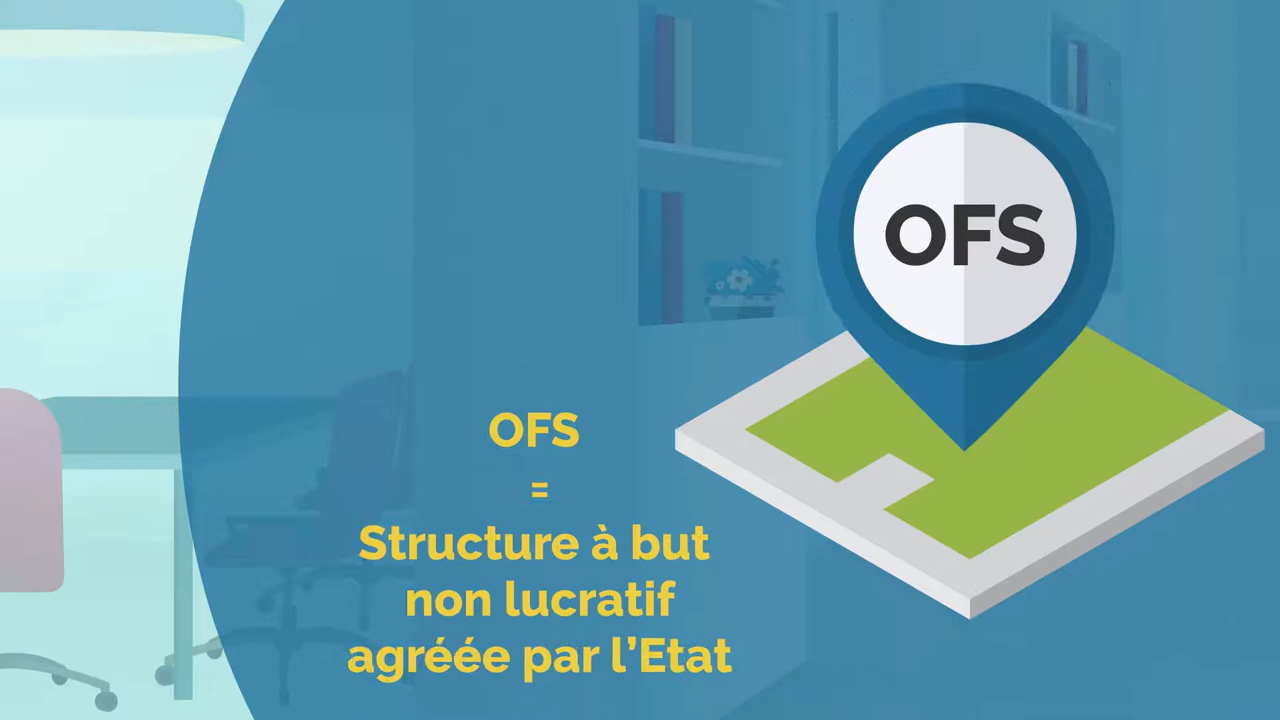 OFS
OFS
=
Structure à but
non lucratif
agréée par l’Etat